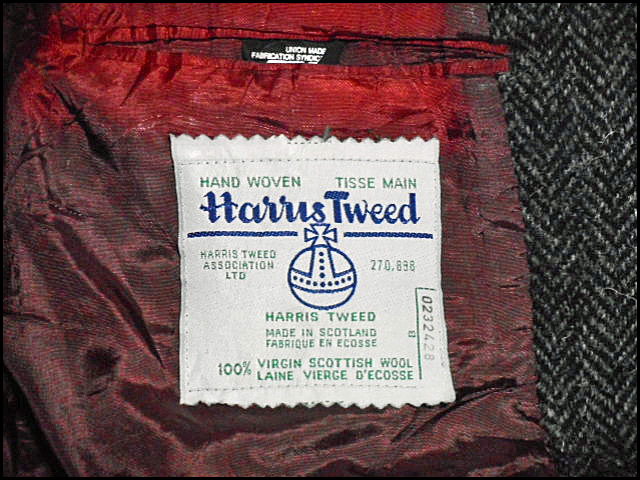 UNION MADE
FABRICATION SYNDIC
HAND WOVEN TISSE MAIN
Harris Tweed
HARRIS TWEED
ASSOCIATION
LTD
270,898
HARRIS TWEED
MADE IN SCOTLAND
FABRIQUE EN ECOSSE
100% VIRGIN SCOTTISH WOOL
LAINE VIERGE D'ECOSSE
B 0232428